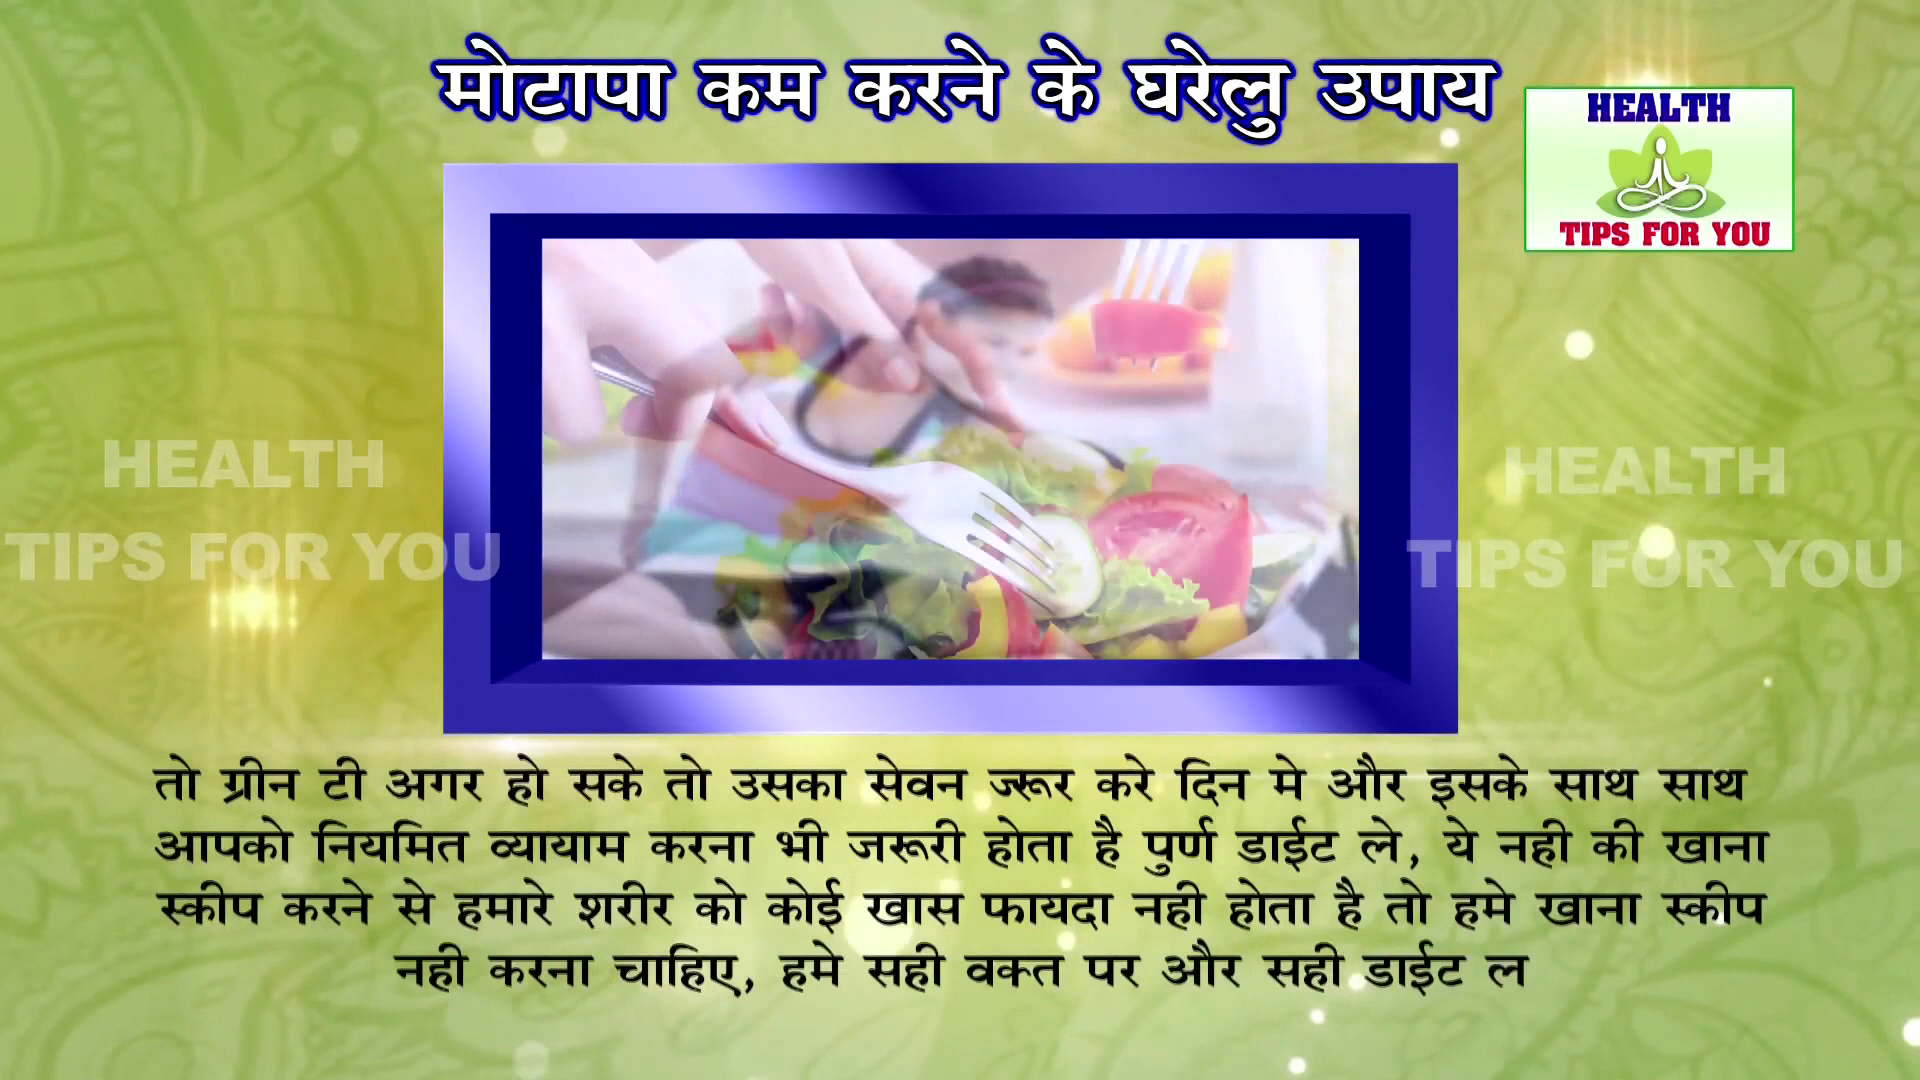 मोटापा कम करने के घरेलु उपाय
HEALTH
TIPS FOR YOU
HEALTH
TIPS FOR YOU
HEALTH
TIPS FOR YOU
तो ग्रीन टी अगर हो सके तो उसका सेवन ज्रूर करे दिन मे और इसके साथ साथ
आपको नियमित व्यायाम करना भी जरूरी होता है पुर्ण डाईट ले, ये नही की खाना
स्कीप करने से हमारे शरीर को कोई खास फायदा नही होता है तो हमे खाना स्कीप
नही करना चाहिए, हमे सही वक्त पर और सही डाईट ल